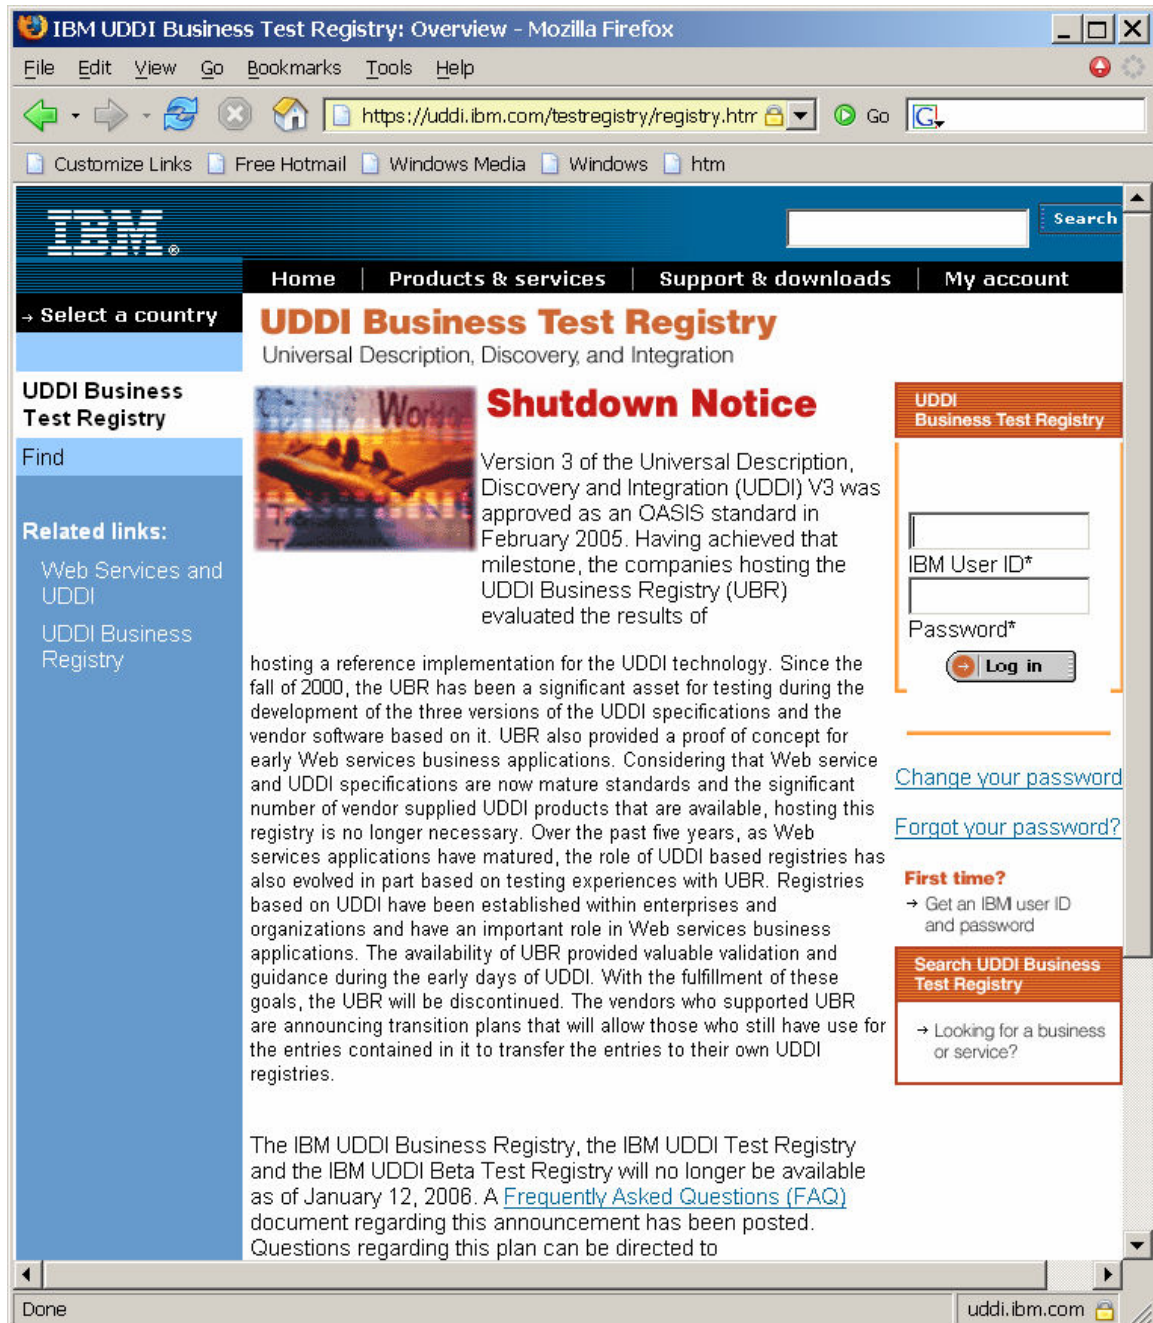 IBM UDDI Business Test Registry: Overview - Mozilla Firefox
File Edit View Go Bookmarks Tools Help
https://uddi.ibm.com/testregistry/registry.htm Go G
Customize Links Free Hotmail Windows Media Windows htm
IBM®
Search
Home | Products & services | Support & downloads | My account
→ Select a country
UDDI Business Test Registry
Universal Description, Discovery, and Integration
UDDI Business
Test Registry
Find
Related links:
Web Services and
UDDI
UDDI Business
Registry
Shutdown Notice
Version 3 of the Universal Description,
Discovery and Integration (UDDI) V3 was
approved as an OASIS standard in
February 2005. Having achieved that
milestone, the companies hosting the
UDDI Business Registry (UBR)
evaluated the results of
hosting a reference implementation for the UDDI technology. Since the
fall of 2000, the UBR has been a significant asset for testing during the
development of the three versions of the UDDI specifications and the
vendor software based on it. UBR also provided a proof of concept for
early Web services business applications. Considering that Web service
and UDDI specifications are now mature standards and the significant
number of vendor supplied UDDI products that are available, hosting this
registry is no longer necessary. Over the past five years, as Web
services applications have matured, the role of UDDI based registries has
also evolved in part based on testing experiences with UBR. Registries
based on UDDI have been established within enterprises and
organizations and have an important role in Web services business
applications. The availability of UBR provided valuable validation and
guidance during the early days of UDDI. With the fulfillment of these
goals, the UBR will be discontinued. The vendors who supported UBR
are announcing transition plans that will allow those who still have use for
the entries contained in it to transfer the entries to their own UDDI
registries.
The IBM UDDI Business Registry, the IBM UDDI Test Registry
and the IBM UDDI Beta Test Registry will no longer be available
as of January 12, 2006. A Frequently Asked Questions (FAQ)
document regarding this announcement has been posted.
Questions regarding this plan can be directed to
UDDI
Business Test Registry
IBM User ID*
Password*
Log in
Change your password
Forgot your password?
First time?
→ Get an IBM user ID
and password
Search UDDI Business
Test Registry
→ Looking for a business
or service?
Done
uddi.ibm.com